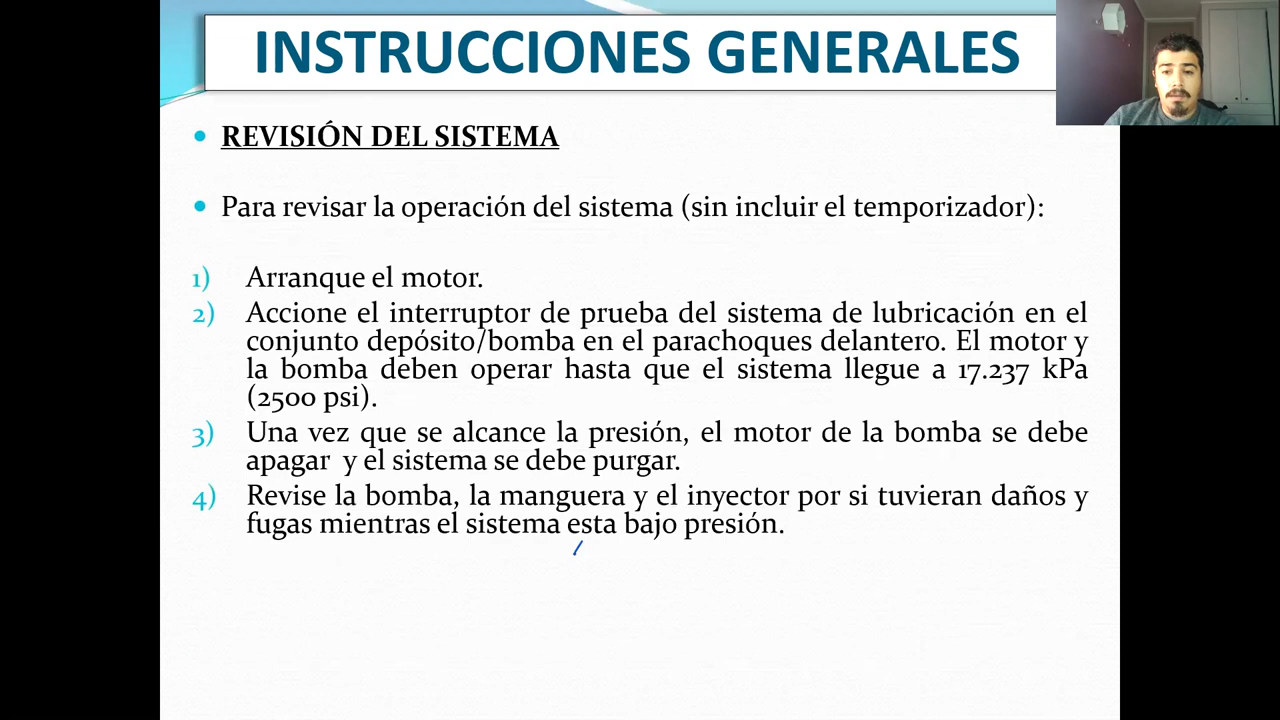 INSTRUCCIONES GENERALES
• REVISIÓN DEL SISTEMA
• Para revisar la operación del sistema (sin incluir el temporizador):
1) Arranque el motor.
2) Accione el interruptor de prueba del sistema de lubricación en el
conjunto depósito/bomba en el parachoques delantero. El motor y
la bomba deben operar hasta que el sistema llegue a 17.237 kPa
(2500 psi).
3) Una vez que se alcance la presión, el motor de la bomba se debe
apagar y el sistema se debe purgar.
4) Revise la bomba, la manguera y el inyector por si tuvieran daños y
fugas mientras el sistema esta bajo presión.